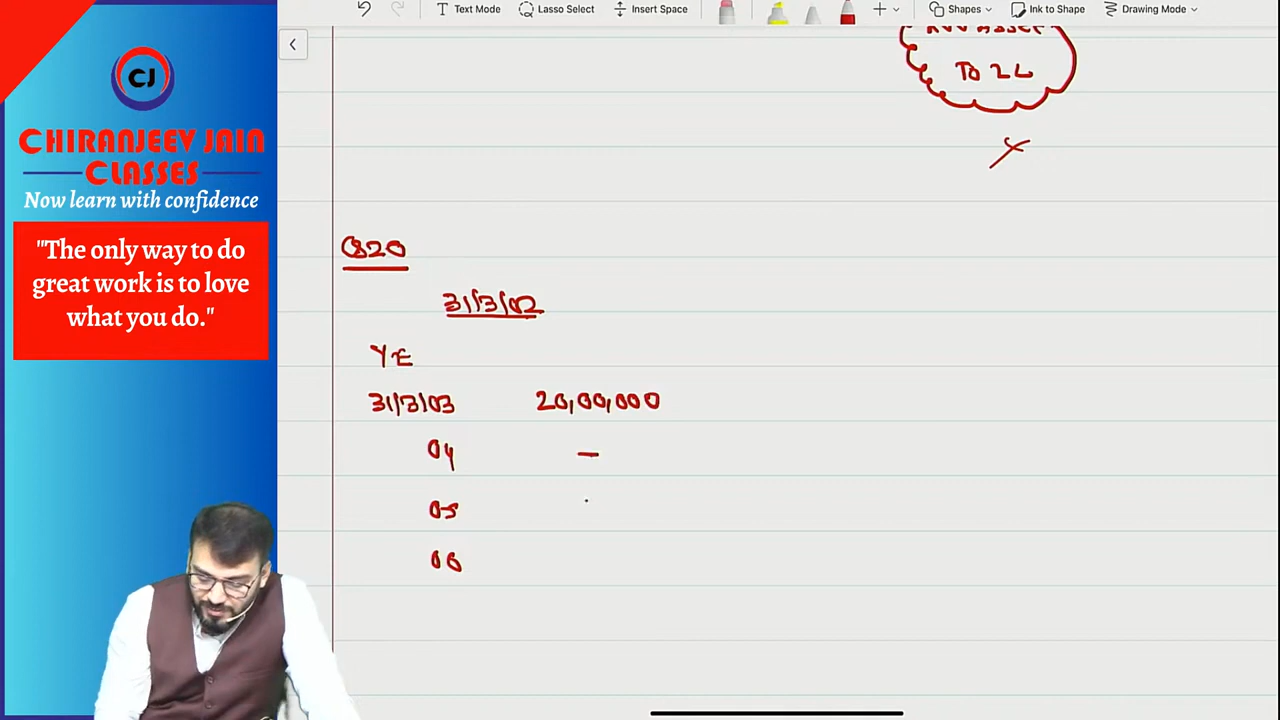 Text Mode Lasso Select Insert Space Shapes Ink to Shape Drawing Mode
CJ
CHIRANJEEV JAIN
CLASSES
Now learn with confidence
"The only way to do
great work is to love
what you do."
ASSET
TO 2L
Q20
31/3/02
YE
31/3/03 20,00,000
04 —
05
06